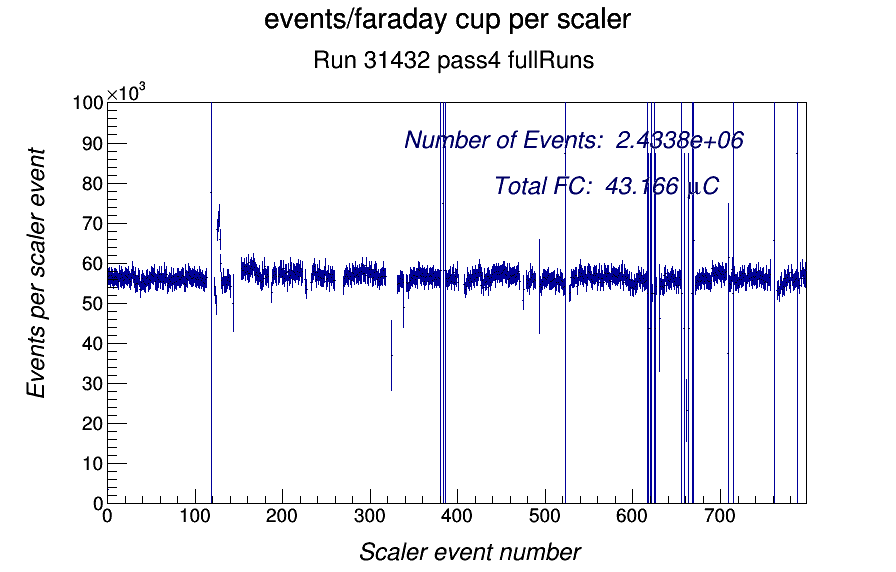 events/faraday cup per scaler
Run 31432 pass4 fullRuns
×10³
100
90
80
70
60
50
40
30
20
10
0
Events per scaler event
Number of Events: 2.4338e+06
Total FC: 43.166 μC
0 100 200 300 400 500 600 700
Scaler event number